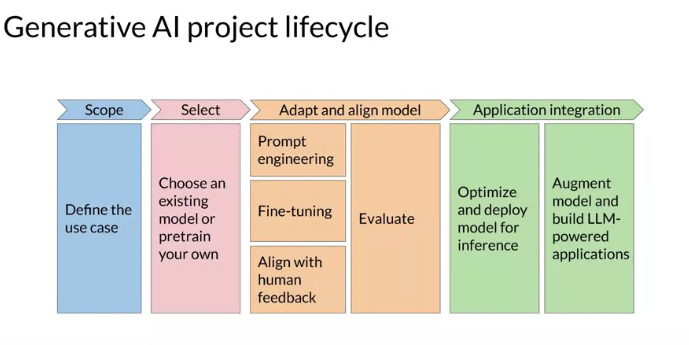 Generative AI project lifecycle
Scope
Select
Adapt and align model
Application integration
Define the
use case
Choose an
existing
model or
pretrain
your own
Prompt
engineering
Fine-tuning
Align with
human
feedback
Evaluate
Optimize
and deploy
model for
inference
Augment
model and
build LLM-
powered
applications